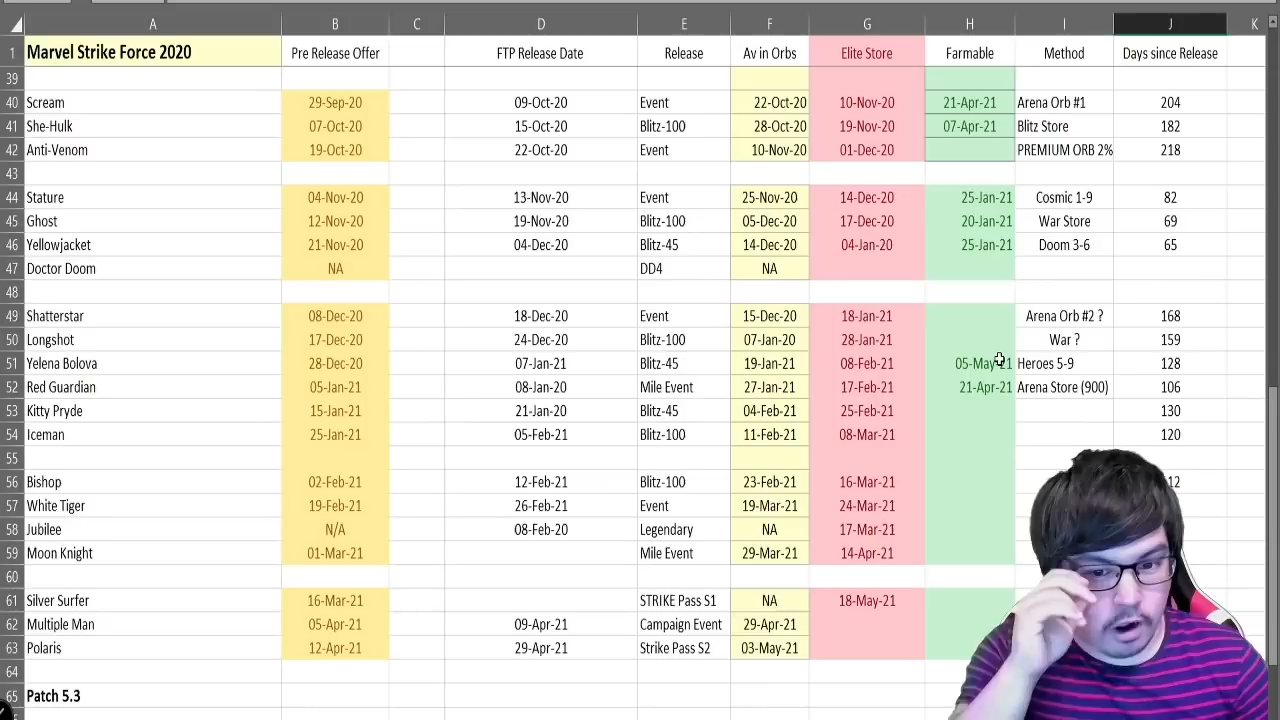 A B C D E F G H I J K
1 Marvel Strike Force 2020 Pre Release Offer FTP Release Date Release Av in Orbs Elite Store Farmable Method Days since Release
39
40 Scream 29-Sep-20 09-Oct-20 Event 22-Oct-20 10-Nov-20 21-Apr-21 Arena Orb #1 204
41 She-Hulk 07-Oct-20 15-Oct-20 Blitz-100 28-Oct-20 19-Nov-20 07-Apr-21 Blitz Store 182
42 Anti-Venom 19-Oct-20 22-Oct-20 Event 10-Nov-20 01-Dec-20 PREMIUM ORB 2% 218
43
44 Stature 04-Nov-20 13-Nov-20 Event 25-Nov-20 14-Dec-20 25-Jan-21 Cosmic 1-9 82
45 Ghost 12-Nov-20 19-Nov-20 Blitz-100 05-Dec-20 17-Dec-20 20-Jan-21 War Store 69
46 Yellowjacket 21-Nov-20 04-Dec-20 Blitz-45 14-Dec-20 04-Jan-20 25-Jan-21 Doom 3-6 65
47 Doctor Doom NA DD4 NA
48
49 Shatterstar 08-Dec-20 18-Dec-20 Event 15-Dec-20 18-Jan-21 Arena Orb #2 ? 168
50 Longshot 17-Dec-20 24-Dec-20 Blitz-100 07-Jan-20 28-Jan-21 War ? 159
51 Yelena Bolova 28-Dec-20 07-Jan-21 Blitz-45 19-Jan-21 08-Feb-21 05-May-21 Heroes 5-9 128
52 Red Guardian 05-Jan-21 08-Jan-20 Mile Event 27-Jan-21 17-Feb-21 21-Apr-21 Arena Store (900) 106
53 Kitty Pryde 15-Jan-21 21-Jan-20 Blitz-45 04-Feb-21 25-Feb-21 130
54 Iceman 25-Jan-21 05-Feb-21 Blitz-100 11-Feb-21 08-Mar-21 120
55
56 Bishop 02-Feb-21 12-Feb-21 Blitz-100 23-Feb-21 16-Mar-21 12
57 White Tiger 19-Feb-21 26-Feb-21 Event 19-Mar-21 24-Mar-21
58 Jubilee N/A 08-Feb-20 Legendary NA 17-Mar-21
59 Moon Knight 01-Mar-21 Mile Event 29-Mar-21 14-Apr-21
60
61 Silver Surfer 16-Mar-21 STRIKE Pass S1 NA 18-May-21
62 Multiple Man 05-Apr-21 09-Apr-21 Campaign Event 29-Apr-21
63 Polaris 12-Apr-21 29-Apr-21 Strike Pass S2 03-May-21
64
65 Patch 5.3